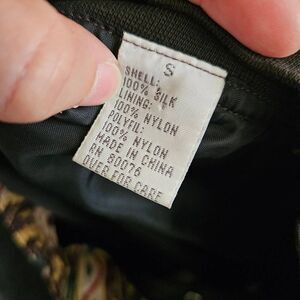 S
SHELL:
100% SILK
LINING:
100% NYLON
POLYFIL:
100% NYLON
MADE IN CHINA
RN 80076
OVER FOR CARE